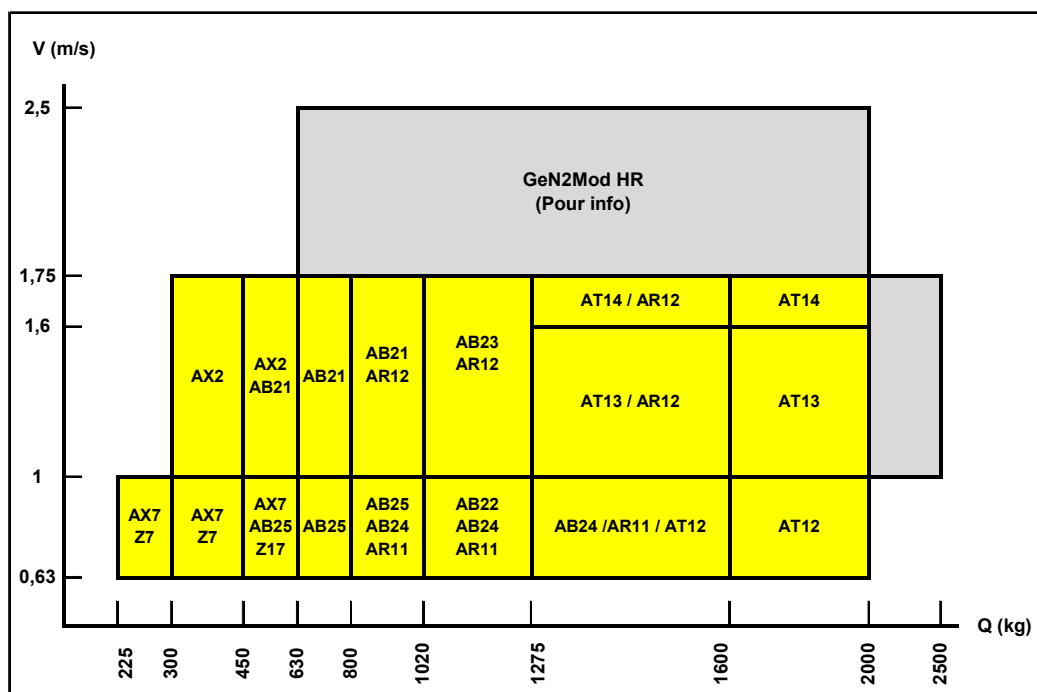 V (m/s)
2,5
GeN2Mod HR
(Pour info)
1,75
AT14 / AR12
AT14
1,6
AX2
AX2
AB21
AB21
AB21
AR12
AB23
AR12
AT13 / AR12
AT13
1
AX7
Z7
AX7
Z7
AX7
AB25
Z17
AB25
AB25
AB24
AR11
AB22
AB24
AR11
AB24 /AR11 / AT12
AT12
0,63
Q (kg)
225
300
450
630
800
1020
1275
1600
2000
2500